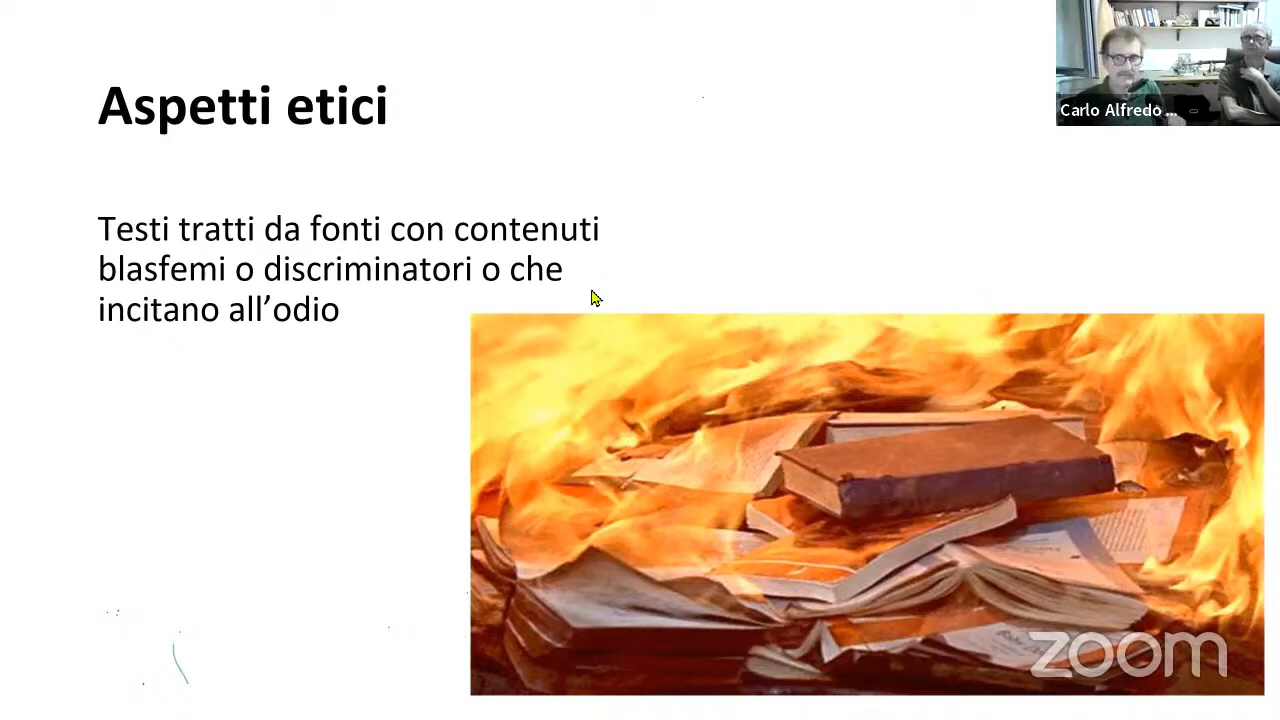 Aspetti etici
Carlo Alfredo ...
Testi tratti da fonti con contenuti
blasfemi o discriminatori o che
incitano all’odio
zoom